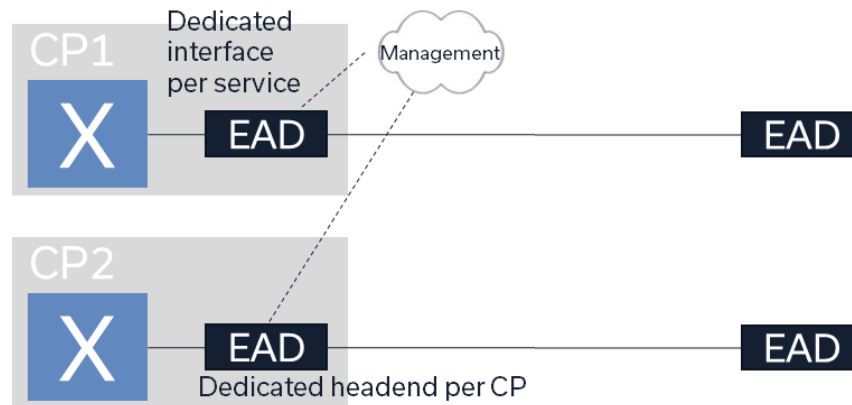 CP1
Dedicated
interface
per service
Management
X
EAD
EAD
CP2
X
EAD
EAD
Dedicated headend per CP